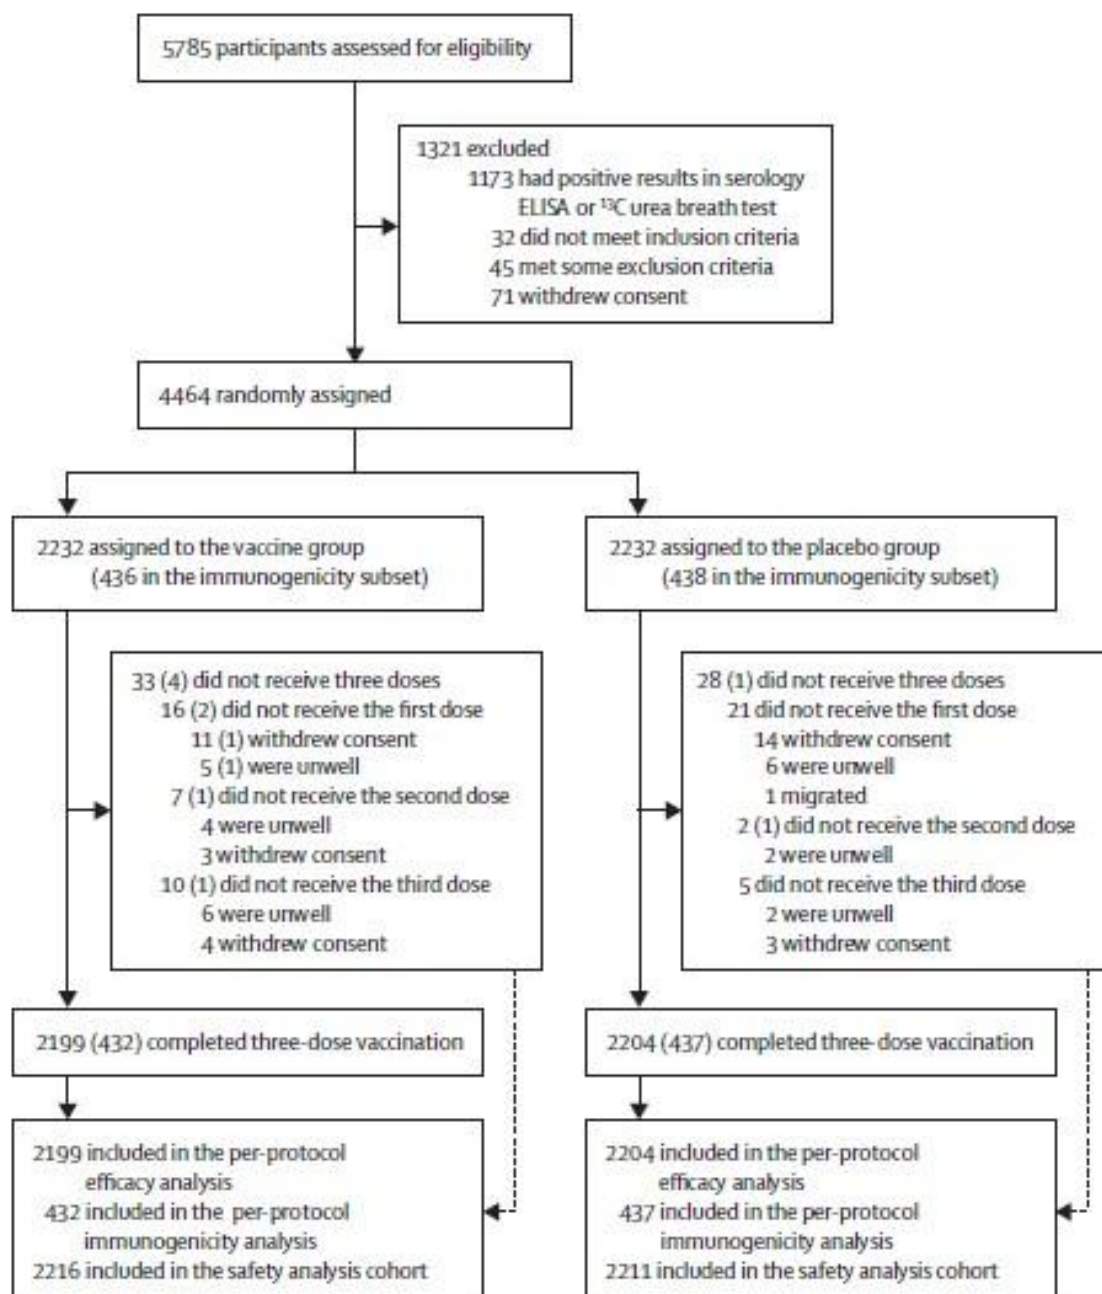 5785 participants assessed for eligibility
1321 excluded
1173 had positive results in serology
ELISA or ¹³C urea breath test
32 did not meet inclusion criteria
45 met some exclusion criteria
71 withdrew consent
4464 randomly assigned
2232 assigned to the vaccine group
(436 in the immunogenicity subset)
2232 assigned to the placebo group
(438 in the immunogenicity subset)
33 (4) did not receive three doses
16 (2) did not receive the first dose
11 (1) withdrew consent
5 (1) were unwell
7 (1) did not receive the second dose
4 were unwell
3 withdrew consent
10 (1) did not receive the third dose
6 were unwell
4 withdrew consent
28 (1) did not receive three doses
21 did not receive the first dose
14 withdrew consent
6 were unwell
1 migrated
2 (1) did not receive the second dose
2 were unwell
5 did not receive the third dose
2 were unwell
3 withdrew consent
2199 (432) completed three-dose vaccination
2204 (437) completed three-dose vaccination
2199 included in the per-protocol
efficacy analysis
432 included in the per-protocol
immunogenicity analysis
2216 included in the safety analysis cohort
2204 included in the per-protocol
efficacy analysis
437 included in the per-protocol
immunogenicity analysis
2211 included in the safety analysis cohort